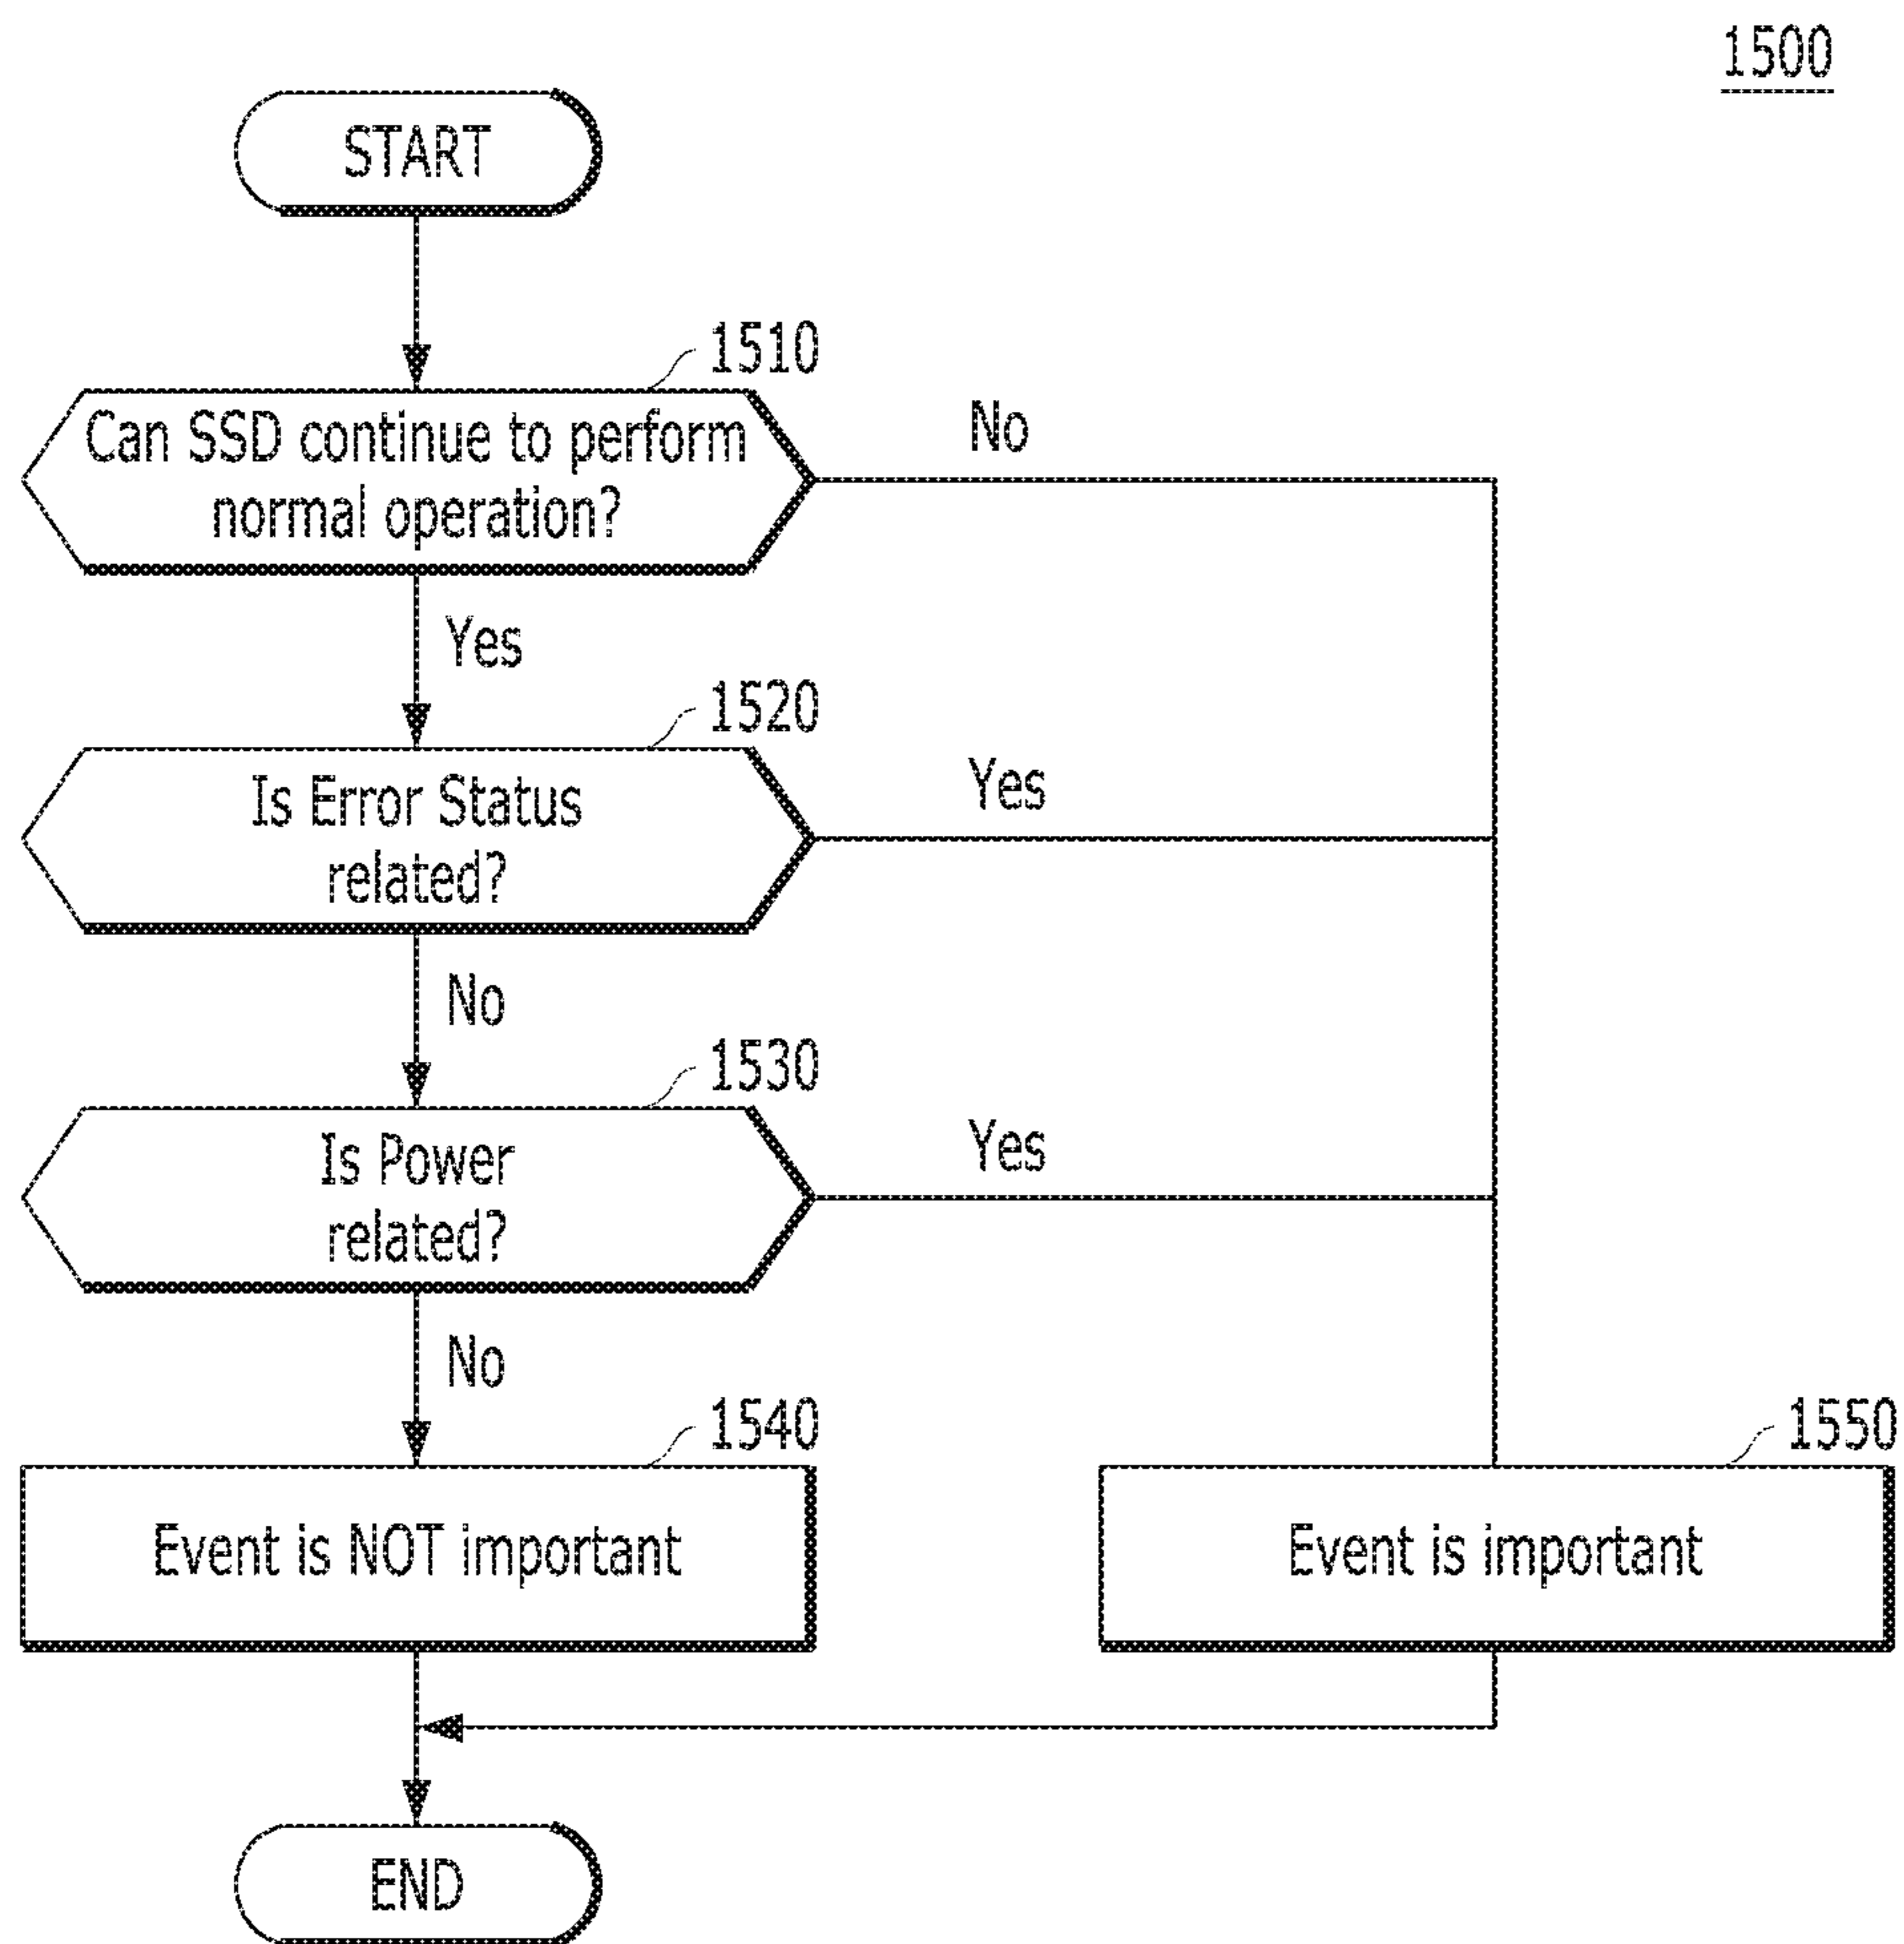 1500
START
1510
Can SSD continue to perform
normal operation?
No
Yes
1520
Is Error Status
related?
Yes
No
1530
Is Power
related?
Yes
No
1540
Event is NOT important
1550
Event is important
END